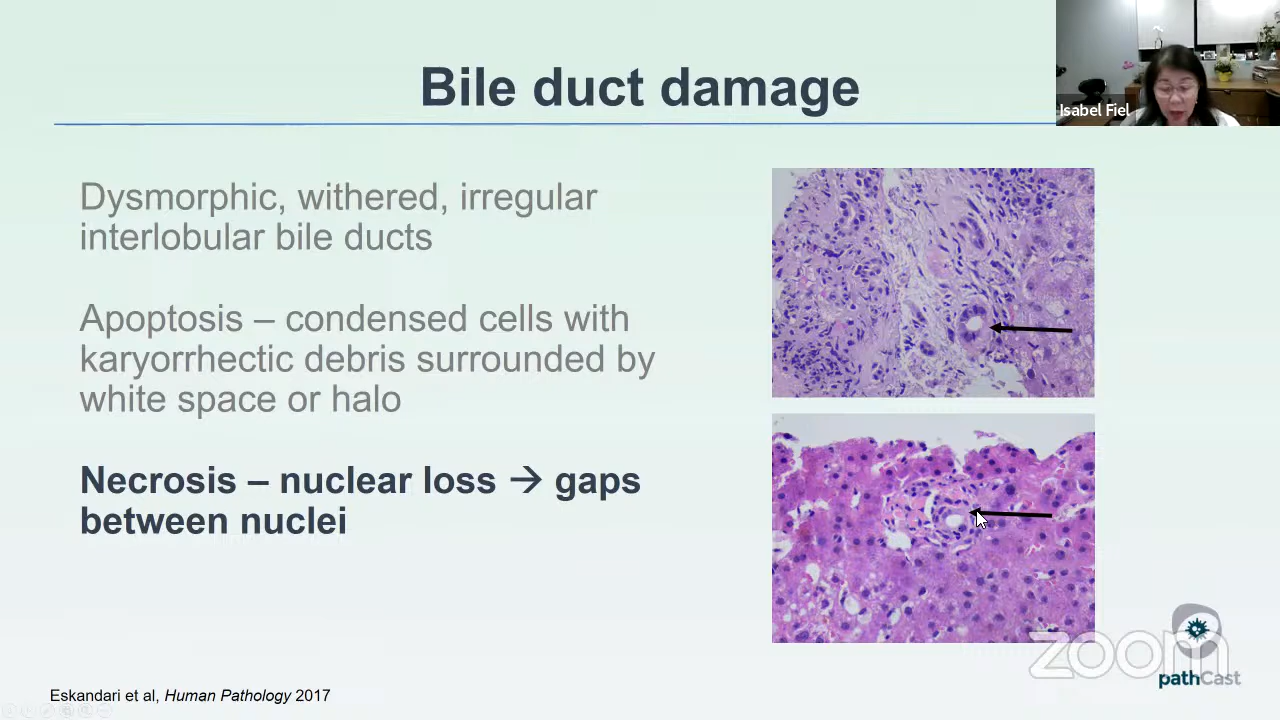 Bile duct damage
Isabel Fiel
Dysmorphic, withered, irregular
interlobular bile ducts
Apoptosis – condensed cells with
karyorrhectic debris surrounded by
white space or halo
Necrosis – nuclear loss → gaps
between nuclei
zoom
pathCast
Eskandari et al, Human Pathology 2017